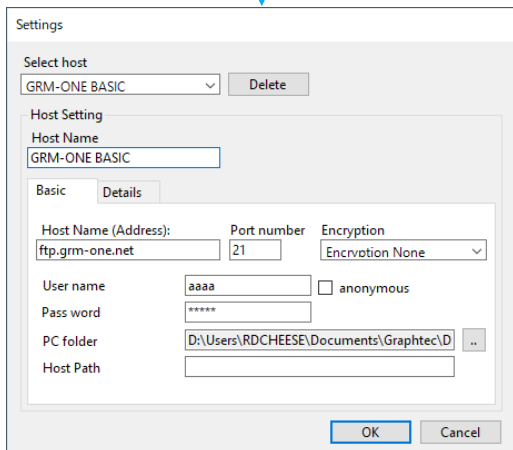 Settings
Select host
GRM-ONE BASIC
Delete
Host Setting
Host Name
GRM-ONE BASIC
Basic Details
Host Name (Address): Port number Encryption
ftp.grm-one.net 21 Encryption None
User name aaaa anonymous
Pass word *****
PC folder D:\Users\RDCHEESE\Documents\Graphtec\D ..
Host Path
OK Cancel